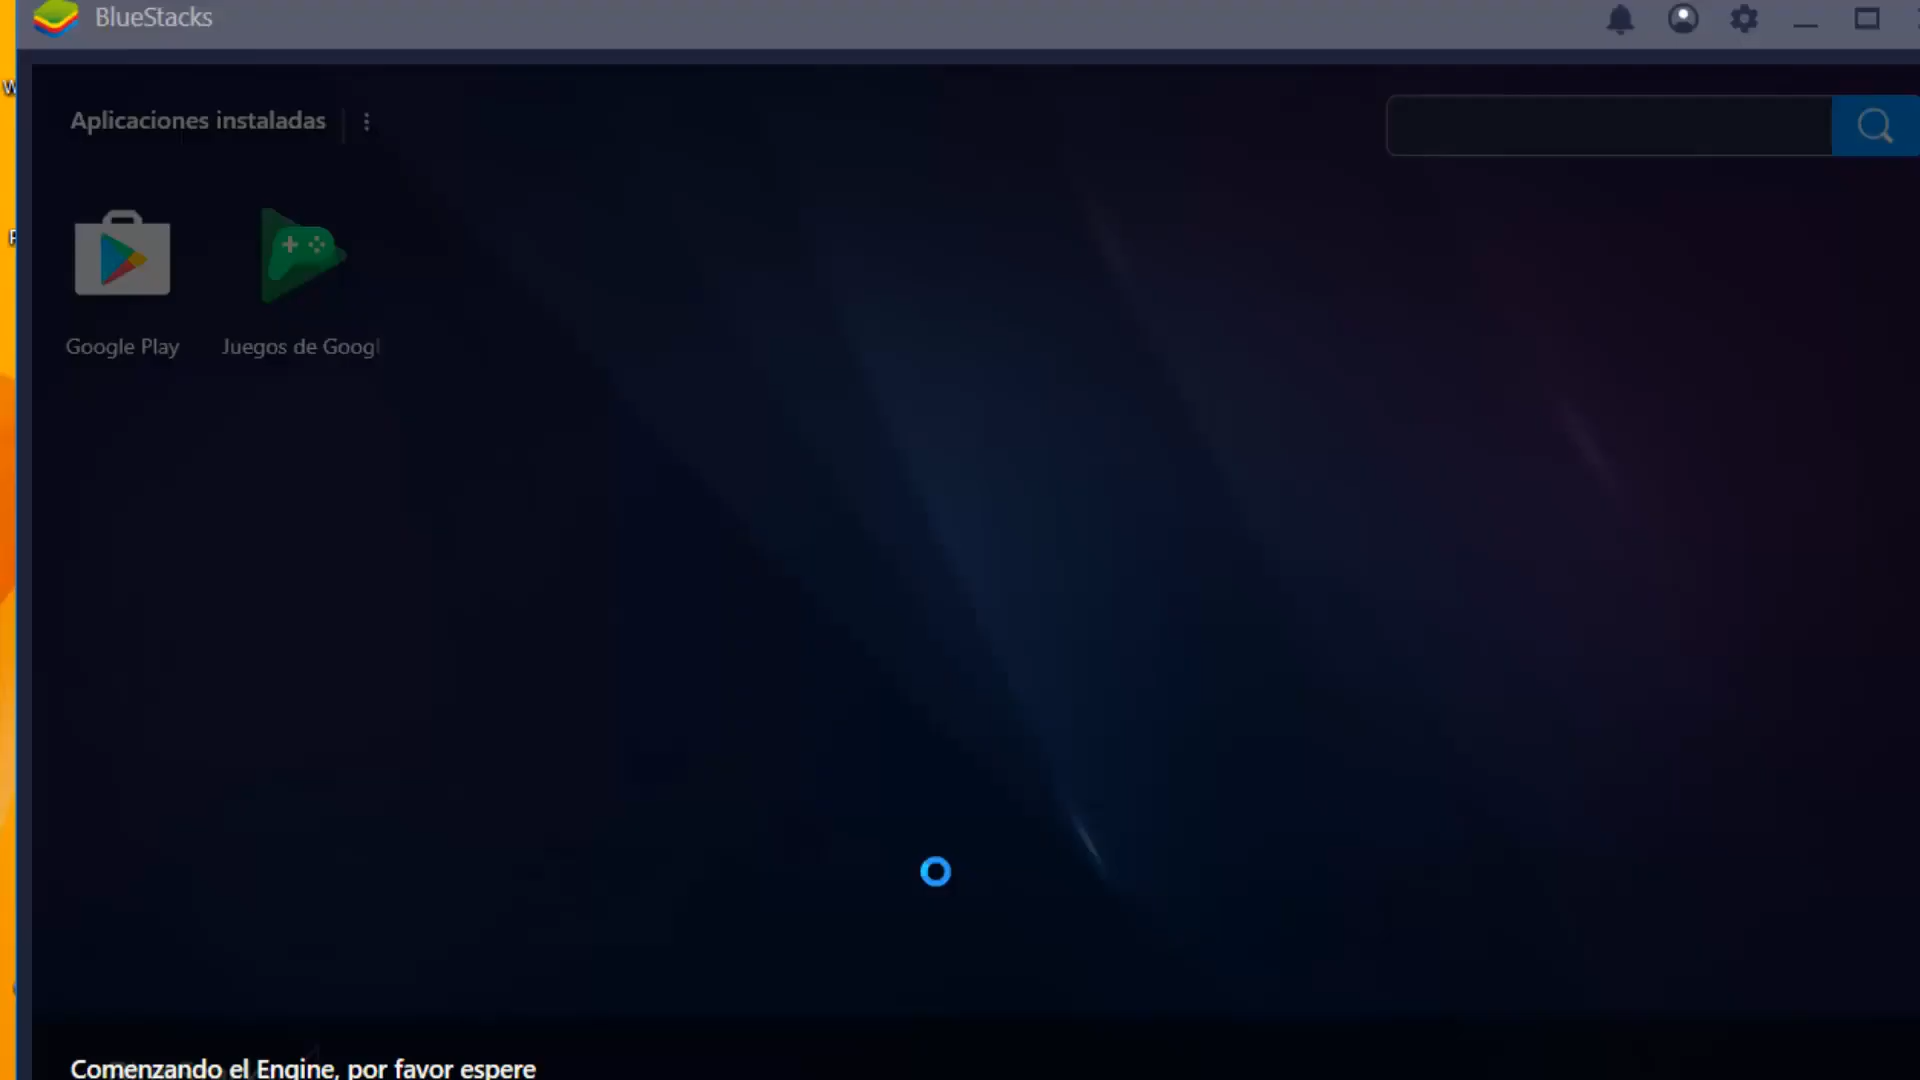 BlueStacks
Aplicaciones instaladas
Google Play
Juegos de Googl
Comenzando el Engine, por favor espere